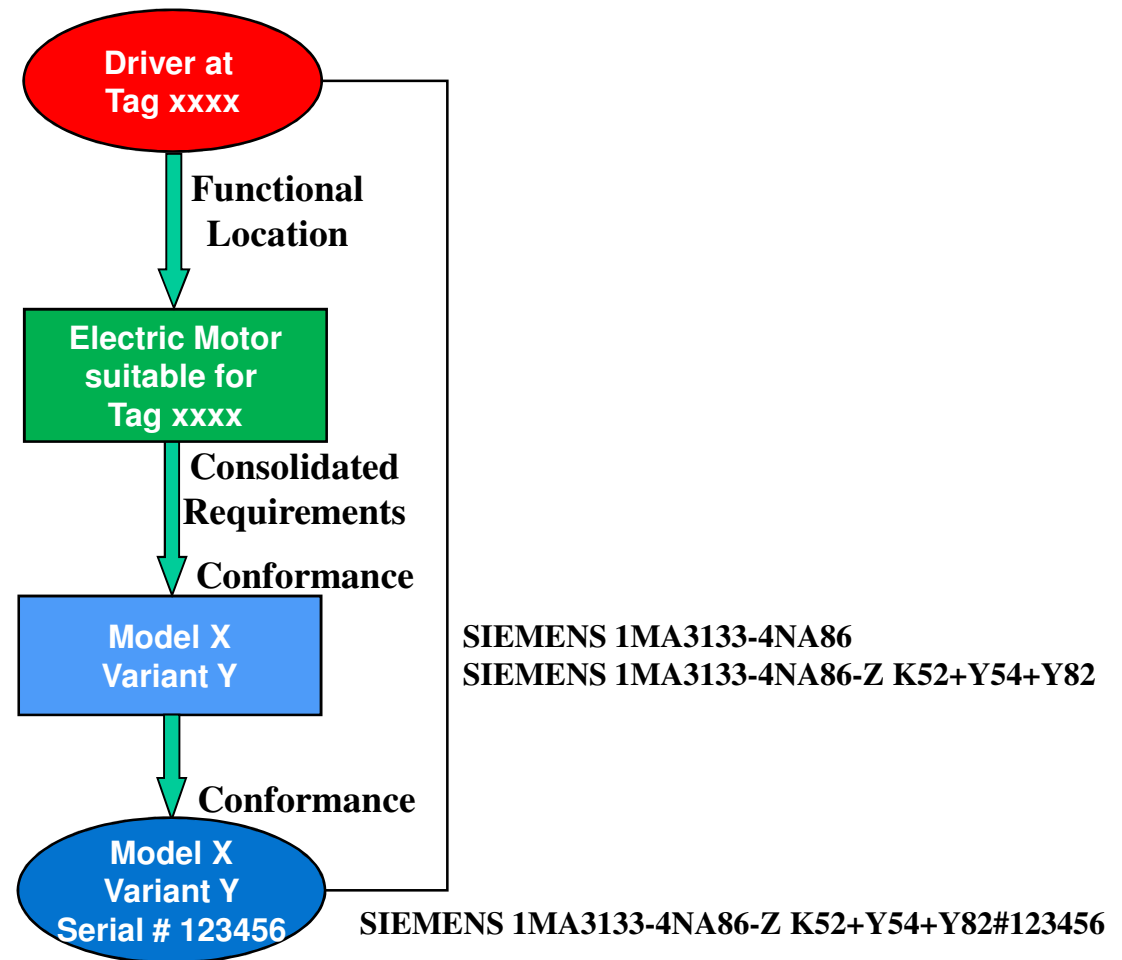 Driver at
Tag xxxx
Functional
Location
Electric Motor
suitable for
Tag xxxx
Consolidated
Requirements
Conformance
Model X
Variant Y
SIEMENS 1MA3133-4NA86
SIEMENS 1MA3133-4NA86-Z K52+Y54+Y82
Conformance
Model X
Variant Y
Serial # 123456
SIEMENS 1MA3133-4NA86-Z K52+Y54+Y82#123456